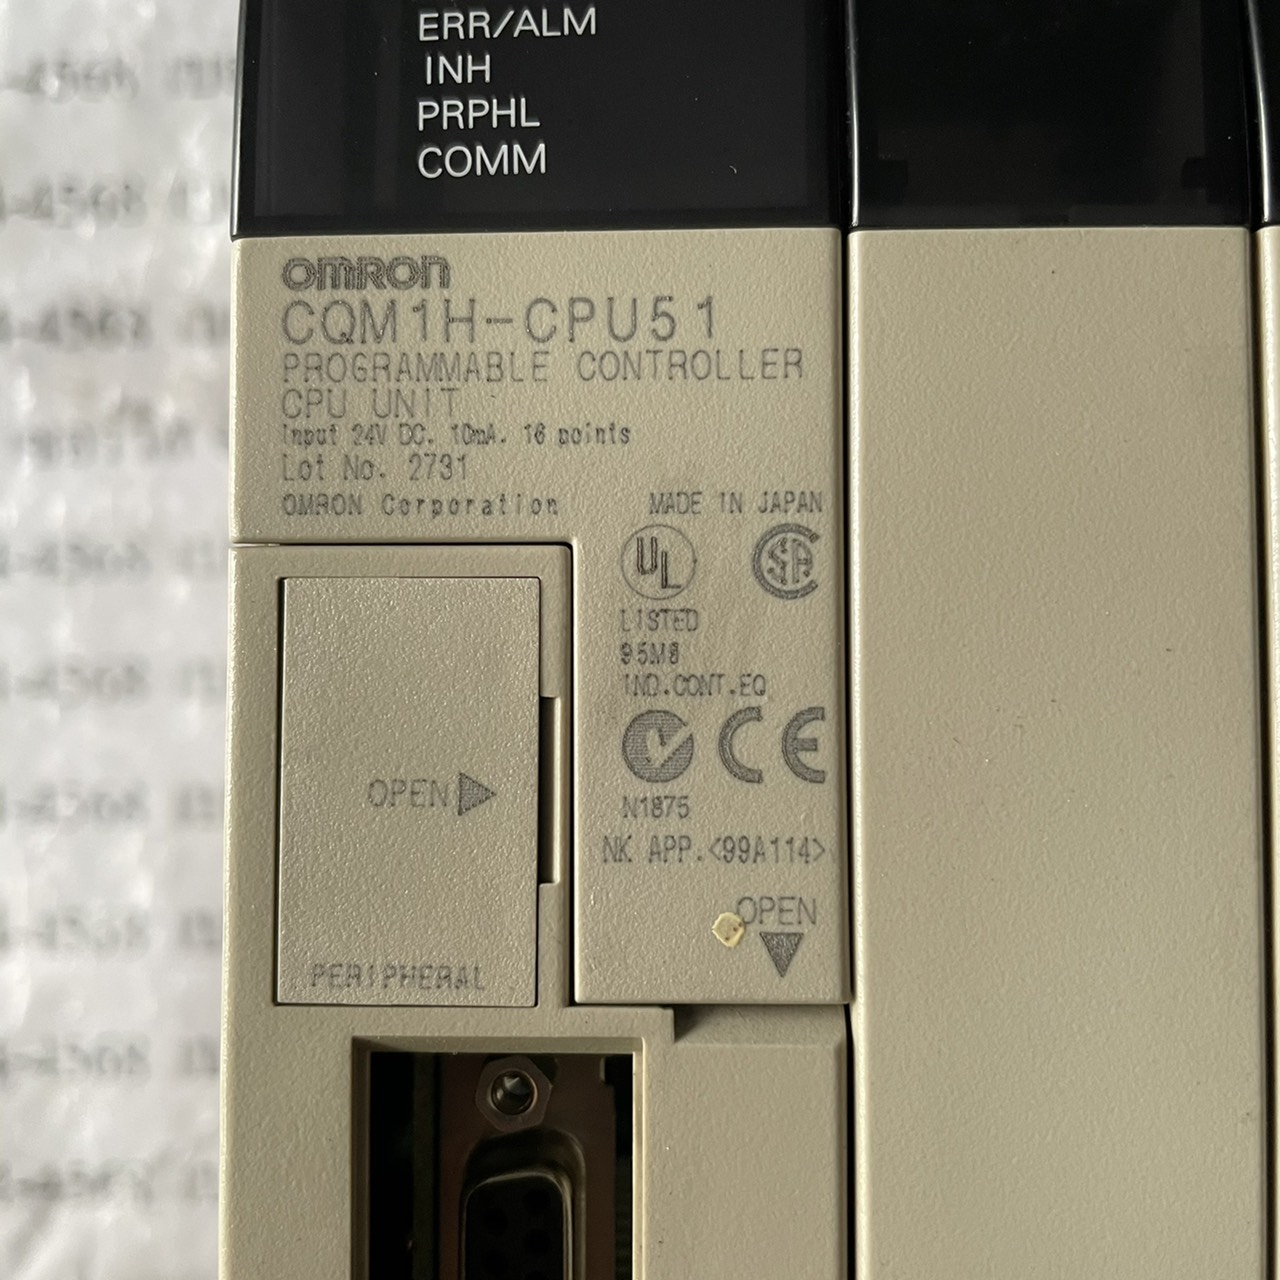 ERR/ALM
INH
PRPHL
COMM
OMRON
CQM1H-CPU51
PROGRAMMABLE CONTROLLER
CPU UNIT
Input 24V DC. 10mA. 16 points
Lot No. 2731
OMRON Corporation MADE IN JAPAN
UL SA
LISTED
95M8
IND.CONT.EQ
CE
N1875
NK APP.<99A114>
OPEN
OPEN
PERIPHERAL